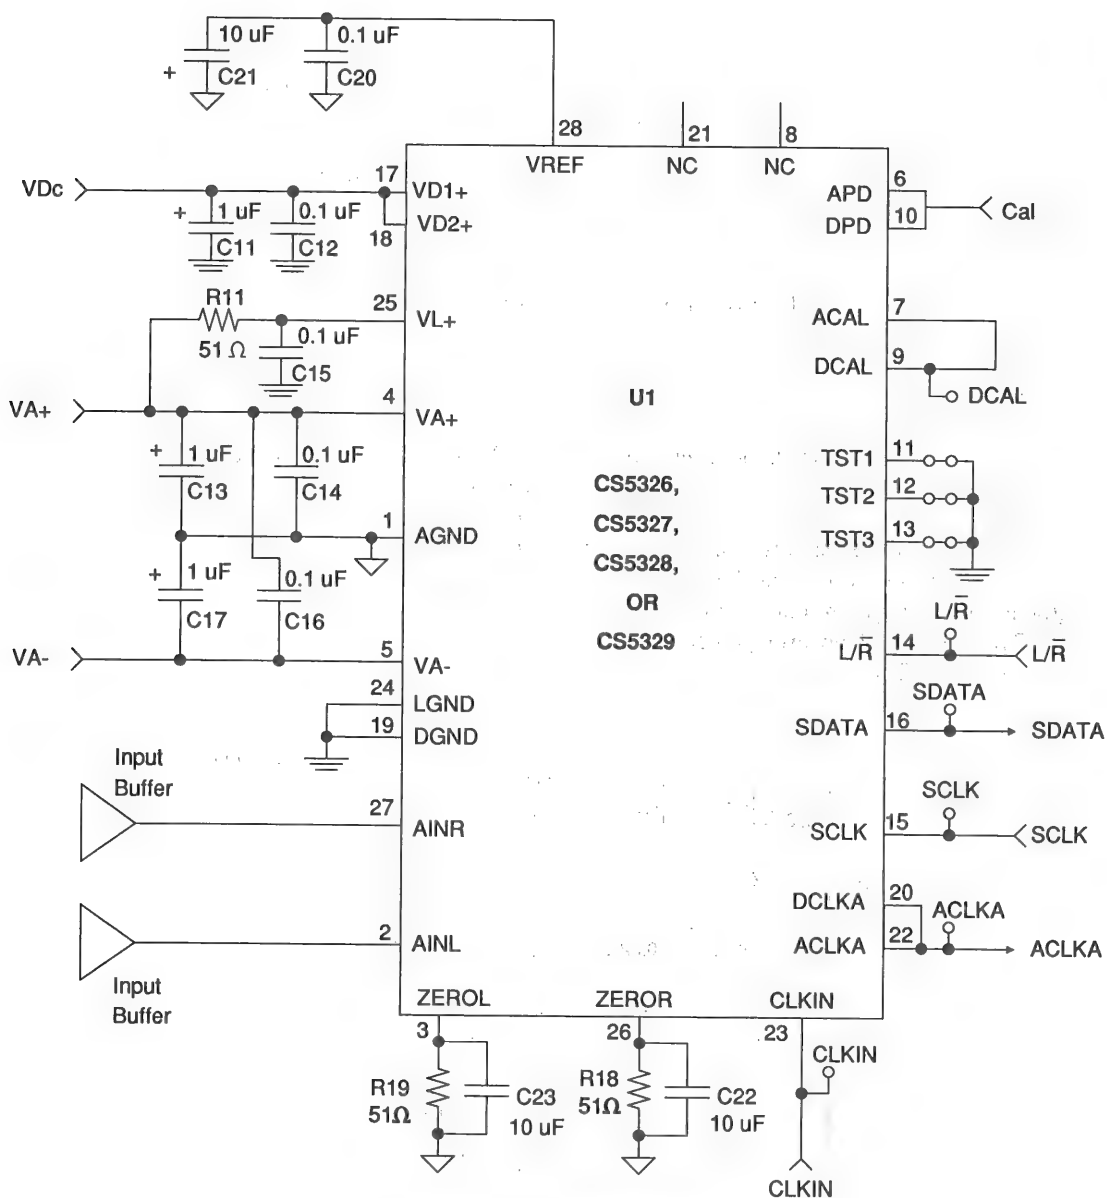 10 uF
0.1 uF
+
C21
C20
28
21
8
VREF
NC
NC
VDc
17
VD1+
18
VD2+
+
1 uF
C11
0.1 uF
C12
APD
6
DPD
10
Cal
R11
51 Ω
25
VL+
0.1 uF
C15
ACAL
7
DCAL
9
DCAL
VA+
4
VA+
U1
+
1 uF
C13
0.1 uF
C14
TST1
11
TST2
12
TST3
13
CS5326,
CS5327,
CS5328,
OR
CS5329
1
AGND
+
1 uF
C17
0.1 uF
C16
VA-
5
VA-
L/R̅
L/R̅
14
L/R̅
24
LGND
19
DGND
SDATA
SDATA
16
SDATA
Input
Buffer
27
AINR
SCLK
SCLK
15
SCLK
DCLKA
20
ACLKA
ACLKA
22
ACLKA
2
AINL
Input
Buffer
ZEROL
ZEROR
CLKIN
3
26
23
CLKIN
R19
51Ω
C23
10 uF
R18
51Ω
C22
10 uF
CLKIN